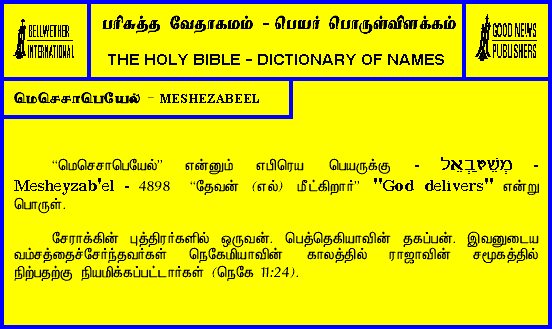 BELLWETHER
INTERNATIONAL
பரிசுத்த வேதாகமம் - பெயர் பொருள்விளக்கம்
THE HOLY BIBLE - DICTIONARY OF NAMES
GOOD NEWS
PUBLISHERS
மெசெசாபெயேல் - MESHEZABEEL
“மெசெசாபெயேல்” என்னும் எபிரெய பெயருக்கு - מְשֵׁיזַבְאֵל -
Mesheyzab'el - 4898 “தேவன் (எல்) மீட்கிறார்” "God delivers" என்று
பொருள்.
சேராக்கின் புத்திரர்களில் ஒருவன். பெத்தெகியாவின் தகப்பன். இவனுடைய
வம்சத்தைச்சேர்ந்தவர்கள் நெகேமியாவின் காலத்தில் ராஜாவின் சமூகத்தில்
நிற்பதற்கு நியமிக்கப்பட்டார்கள் (நெகே 11:24).